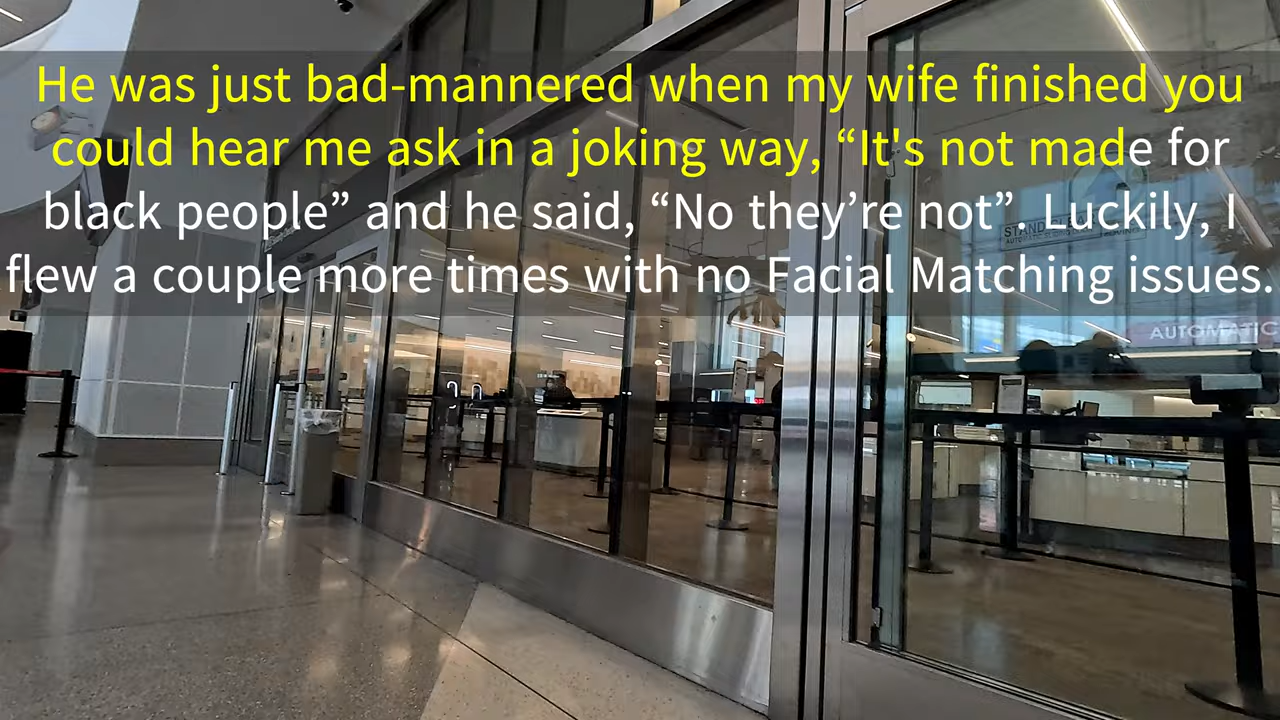 He was just bad-mannered when my wife finished you
could hear me ask in a joking way, “It's not made for
black people” and he said, “No they’re not”  Luckily, I
flew a couple more times with no Facial Matching issues.
AUTOMATIC